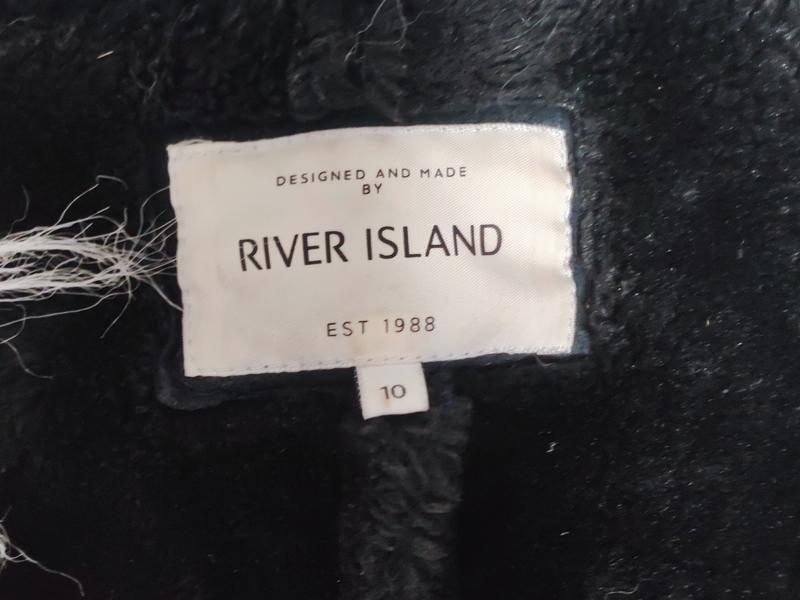 DESIGNED AND MADE
BY
RIVER ISLAND
EST 1988
10